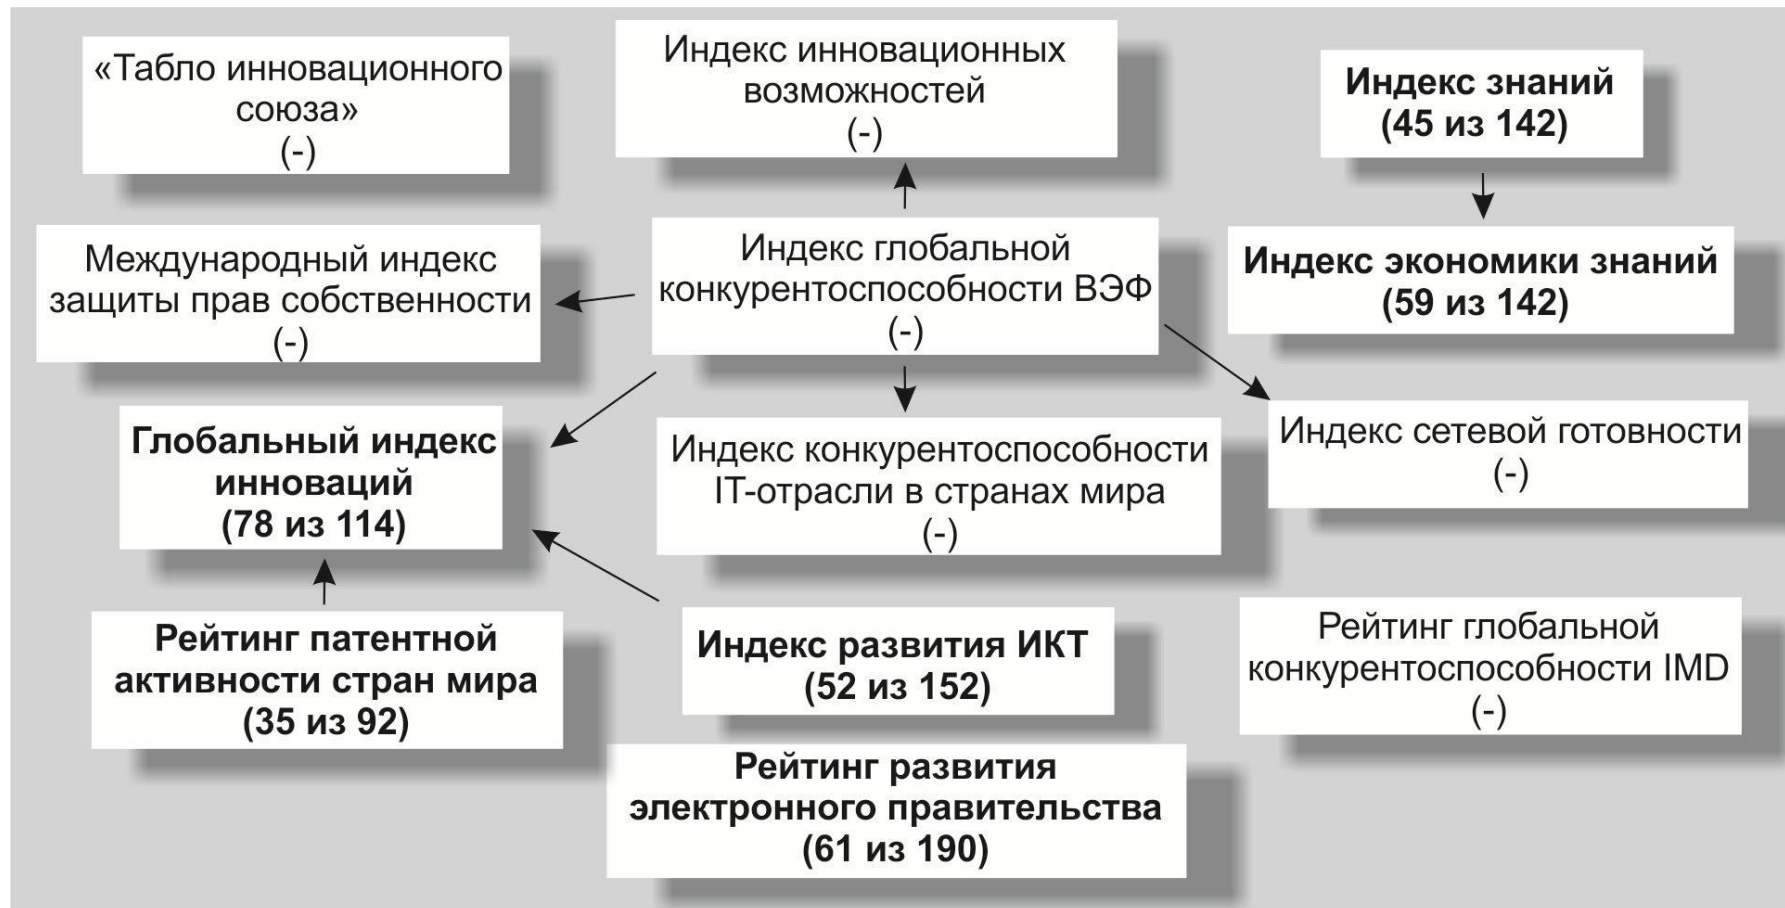 «Табло инновационного
союза»
(-)
Индекс инновационных
возможностей
(-)
Индекс знаний
(45 из 142)
Международный индекс
защиты прав собственности
(-)
Индекс глобальной
конкурентоспособности ВЭФ
(-)
Индекс экономики знаний
(59 из 142)
Глобальный индекс
инноваций
(78 из 114)
Индекс конкурентоспособности
IT-отрасли в странах мира
(-)
Индекс сетевой готовности
(-)
Рейтинг патентной
активности стран мира
(35 из 92)
Индекс развития ИКТ
(52 из 152)
Рейтинг глобальной
конкурентоспособности IMD
(-)
Рейтинг развития
электронного правительства
(61 из 190)